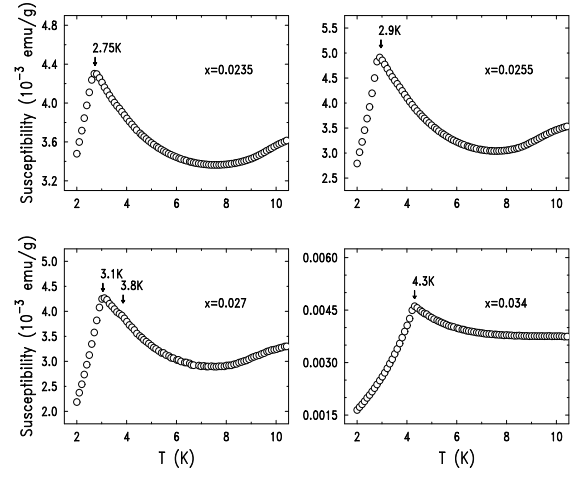 Susceptibility (10⁻³ emu/g)
4.8
4.4
4.0
3.6
3.2
2.75K
x=0.0235
2 4 6 8 10
5.5
5.0
4.5
4.0
3.5
3.0
2.5
2.9K
x=0.0255
2 4 6 8 10
Susceptibility (10⁻³ emu/g)
5.0
4.5
4.0
3.5
3.0
2.5
2.0
3.1K
3.8K
x=0.027
2 4 6 8 10
T (K)
0.0060
0.0045
0.0030
0.0015
4.3K
x=0.034
2 4 6 8 10
T (K)